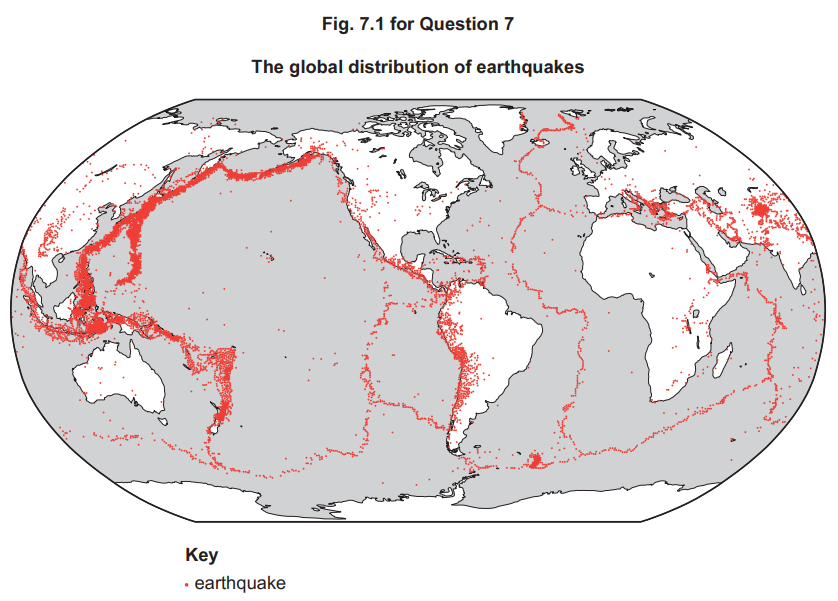 Fig. 7.1 for Question 7
The global distribution of earthquakes
Key
earthquake